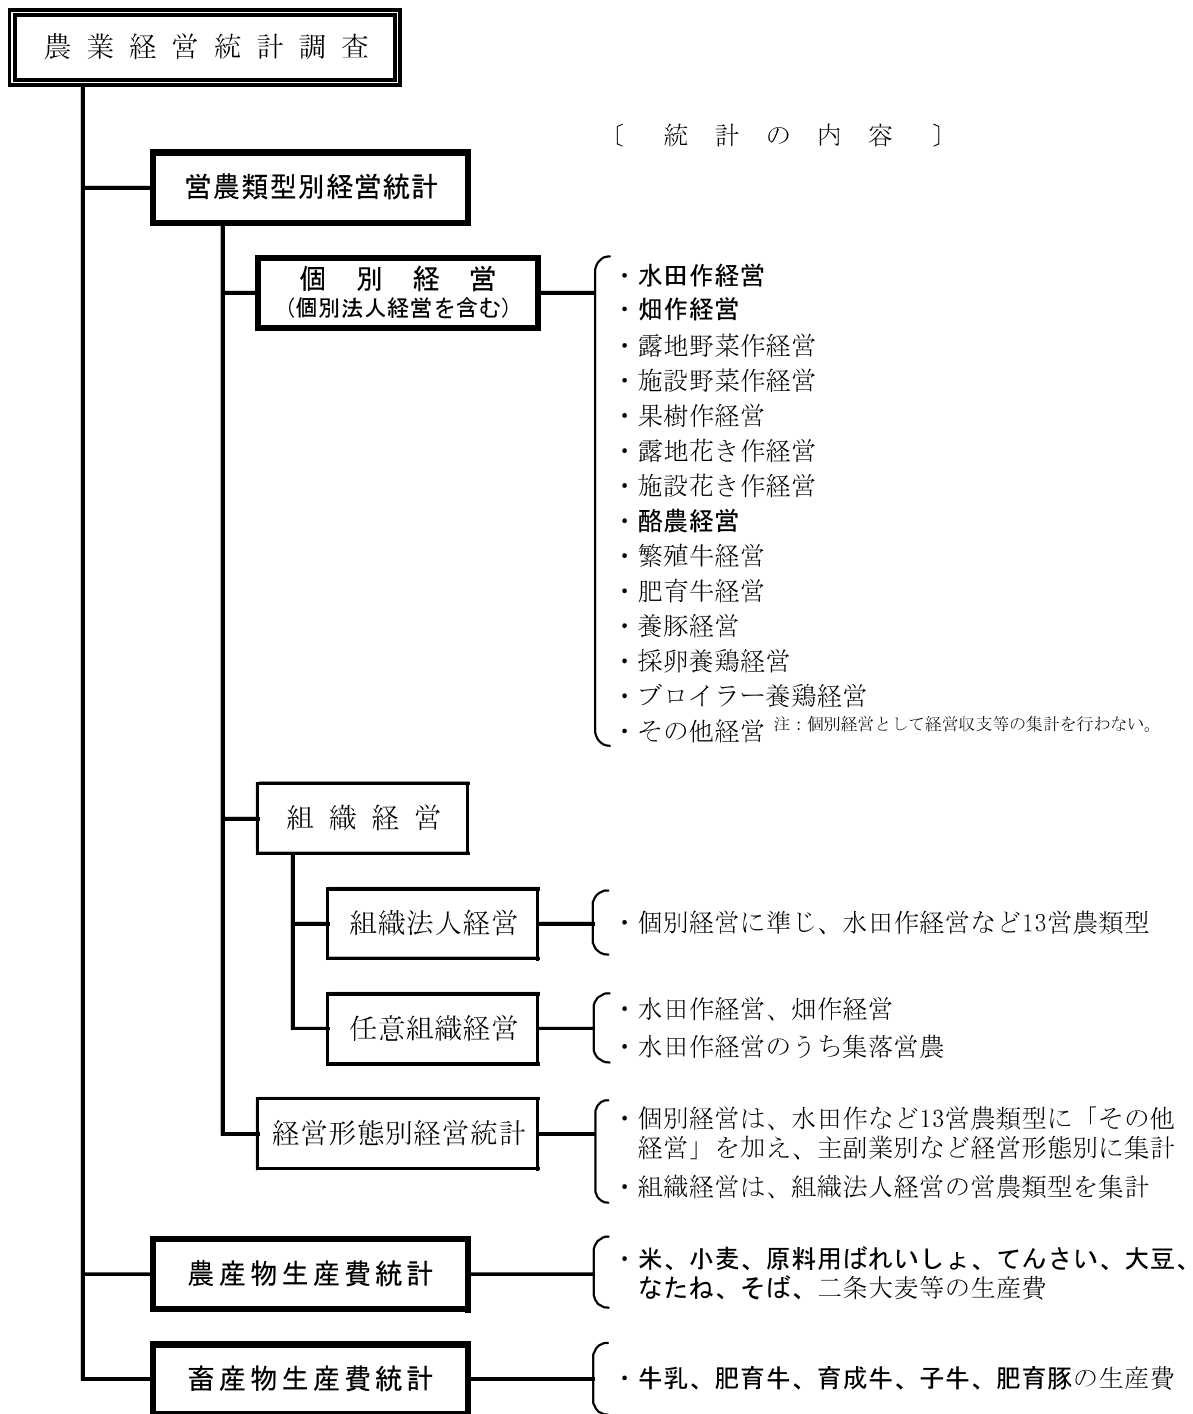 農業経営統計調査
〔 統計の内容 〕
営農類型別経営統計
個別経営
(個別法人経営を含む)
・水田作経営
・畑作経営
・露地野菜作経営
・施設野菜作経営
・果樹作経営
・露地花き作経営
・施設花き作経営
・酪農経営
・繁殖牛経営
・肥育牛経営
・養豚経営
・採卵養鶏経営
・ブロイラー養鶏経営
・その他経営 注：個別経営として経営収支等の集計を行わない。
組織経営
組織法人経営
・個別経営に準じ、水田作経営など13営農類型
任意組織経営
・水田作経営、畑作経営
・水田作経営のうち集落営農
経営形態別経営統計
・個別経営は、水田作など13営農類型に「その他
経営」を加え、主副業別など経営形態別に集計
・組織経営は、組織法人経営の営農類型を集計
農産物生産費統計
・米、小麦、原料用ばれいしょ、てんさい、大豆、
なたね、そば、二条大麦等の生産費
畜産物生産費統計
・牛乳、肥育牛、育成牛、子牛、肥育豚の生産費